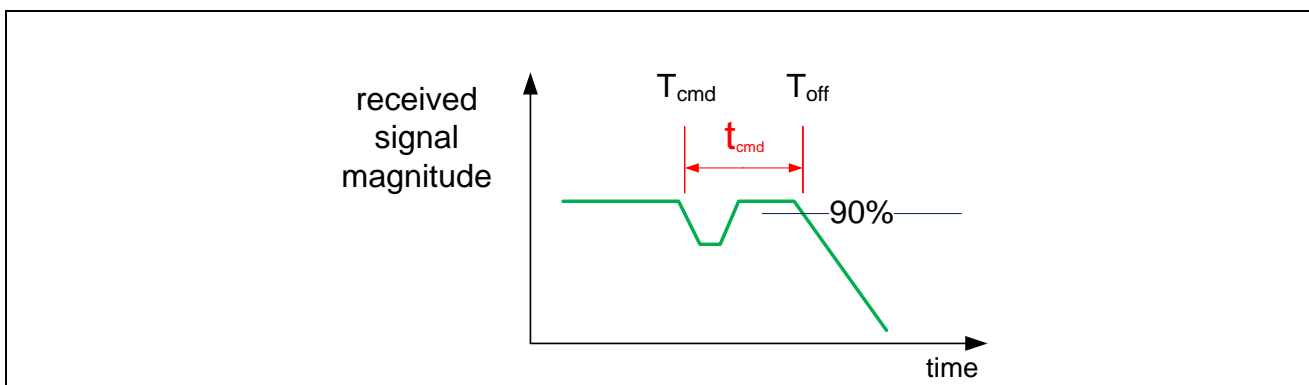 received
signal
magnitude
Tcmd
Toff
tcmd
90%
time